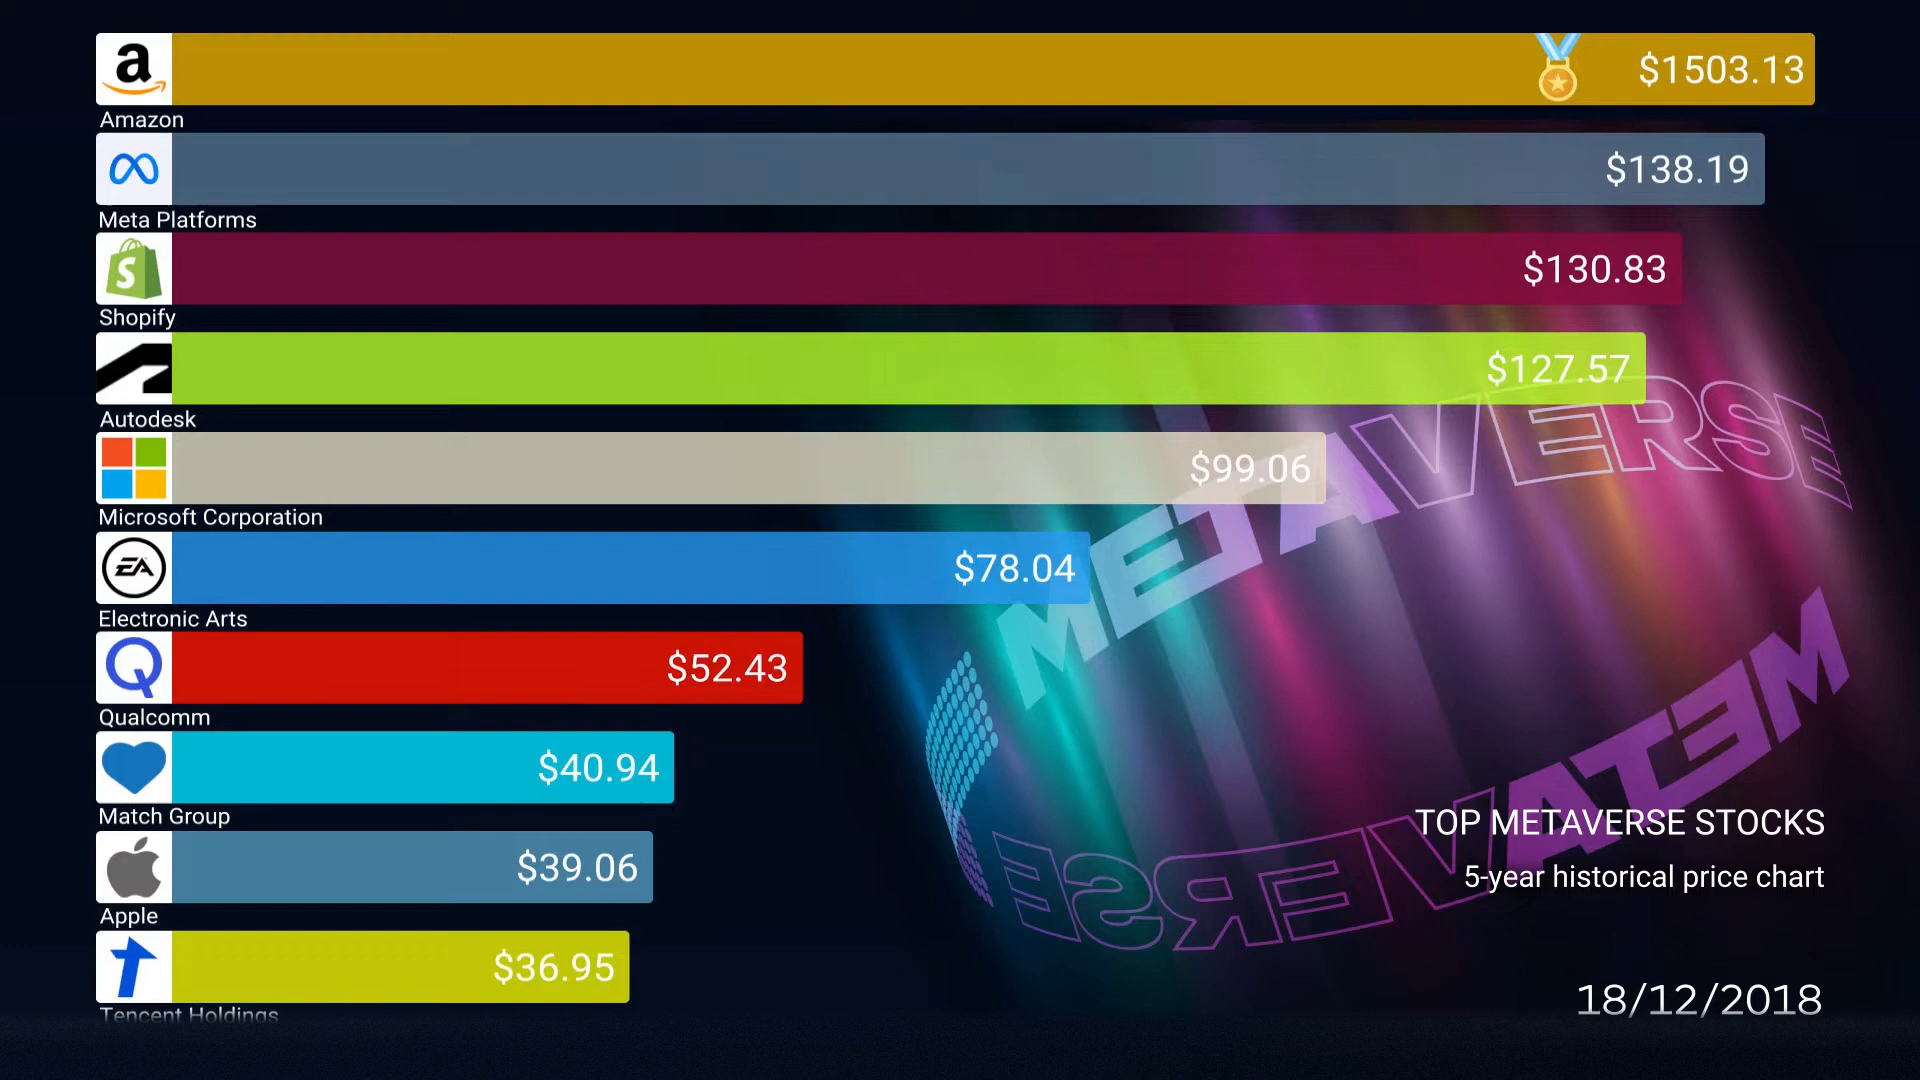 a
$1503.13
Amazon
$138.19
Meta Platforms
S
$130.83
Shopify
$127.57
Autodesk
$99.06
Microsoft Corporation
EA
$78.04
Electronic Arts
$52.43
Qualcomm
$40.94
Match Group
$39.06
Apple
$36.95
Tencent Holdings
METAVERSE
METAVERSE
TOP METAVERSE STOCKS
5-year historical price chart
18/12/2018